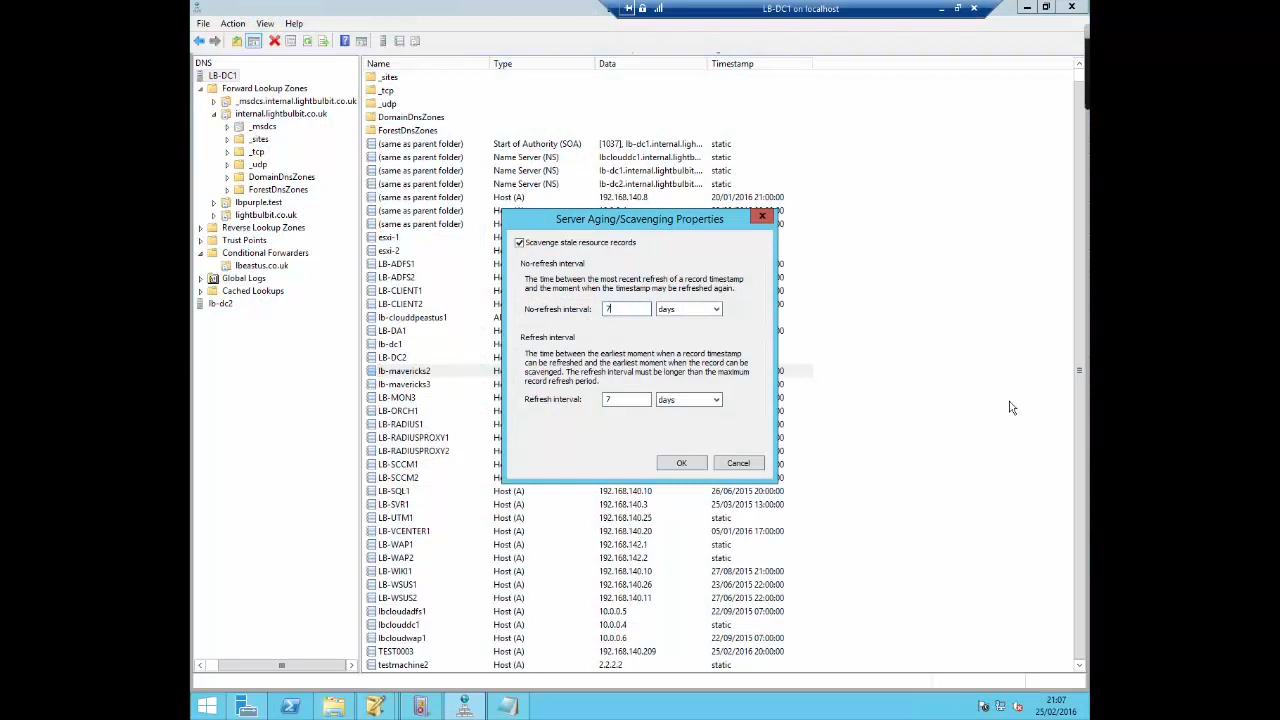 LB-DC1 on localhost
File Action View Help
DNS
LB-DC1
Forward Lookup Zones
_msdcs.internal.lightbulbit.co.uk
internal.lightbulbit.co.uk
_msdcs
_sites
_tcp
_udp
DomainDnsZones
ForestDnsZones
lbpurple.test
lightbulbit.co.uk
Reverse Lookup Zones
Trust Points
Conditional Forwarders
lbeastus.co.uk
Global Logs
Cached Lookups
lb-dc2
Name Type Data Timestamp
_sites
_tcp
_udp
DomainDnsZones
ForestDnsZones
(same as parent folder) Start of Authority (SOA) [1037], lb-dc1.internal.ligh... static
(same as parent folder) Name Server (NS) lbclouddc1.internal.lightb... static
(same as parent folder) Name Server (NS) lb-dc1.internal.lightbulbit.... static
(same as parent folder) Name Server (NS) lb-dc2.internal.lightbulbit.... static
(same as parent folder) Host (A) 192.168.140.8 20/01/2016 21:00:00
(same as parent folder)
(same as parent folder)
esxi-1
esxi-2
LB-ADFS1
LB-ADFS2
LB-CLIENT1
LB-CLIENT2
lb-clouddpeastus1
LB-DA1
lb-dc1
LB-DC2
lb-mavericks2
lb-mavericks3
LB-MON3
LB-ORCH1
LB-RADIUS1
LB-RADIUSPROXY1
LB-RADIUSPROXY2
LB-SCCM1
LB-SCCM2
LB-SQL1 Host (A) 192.168.140.10 26/06/2015 20:00:00
LB-SVR1 Host (A) 192.168.140.3 25/03/2015 13:00:00
LB-UTM1 Host (A) 192.168.140.25 static
LB-VCENTER1 Host (A) 192.168.140.20 05/01/2016 17:00:00
LB-WAP1 Host (A) 192.168.142.1 static
LB-WAP2 Host (A) 192.168.142.2 static
LB-WIKI1 Host (A) 192.168.140.10 27/08/2015 21:00:00
LB-WSUS1 Host (A) 192.168.140.26 23/06/2015 22:00:00
LB-WSUS2 Host (A) 192.168.140.11 27/06/2015 22:00:00
lbcloudadfs1 Host (A) 10.0.0.5 22/09/2015 07:00:00
lbclouddc1 Host (A) 10.0.0.4 static
lbcloudwap1 Host (A) 10.0.0.6 22/09/2015 07:00:00
TEST0003 Host (A) 192.168.140.209 25/02/2016 20:00:00
testmachine2 Host (A) 2.2.2.2 static
Server Aging/Scavenging Properties
Scavenge stale resource records
No-refresh interval
The time between the most recent refresh of a record timestamp
and the moment when the timestamp may be refreshed again.
No-refresh interval: 7 days
Refresh interval
The time between the earliest moment when a record timestamp
can be refreshed and the earliest moment when the record can be
scavenged. The refresh interval must be longer than the maximum
record refresh period.
Refresh interval: 7 days
OK Cancel
21:07
25/02/2016